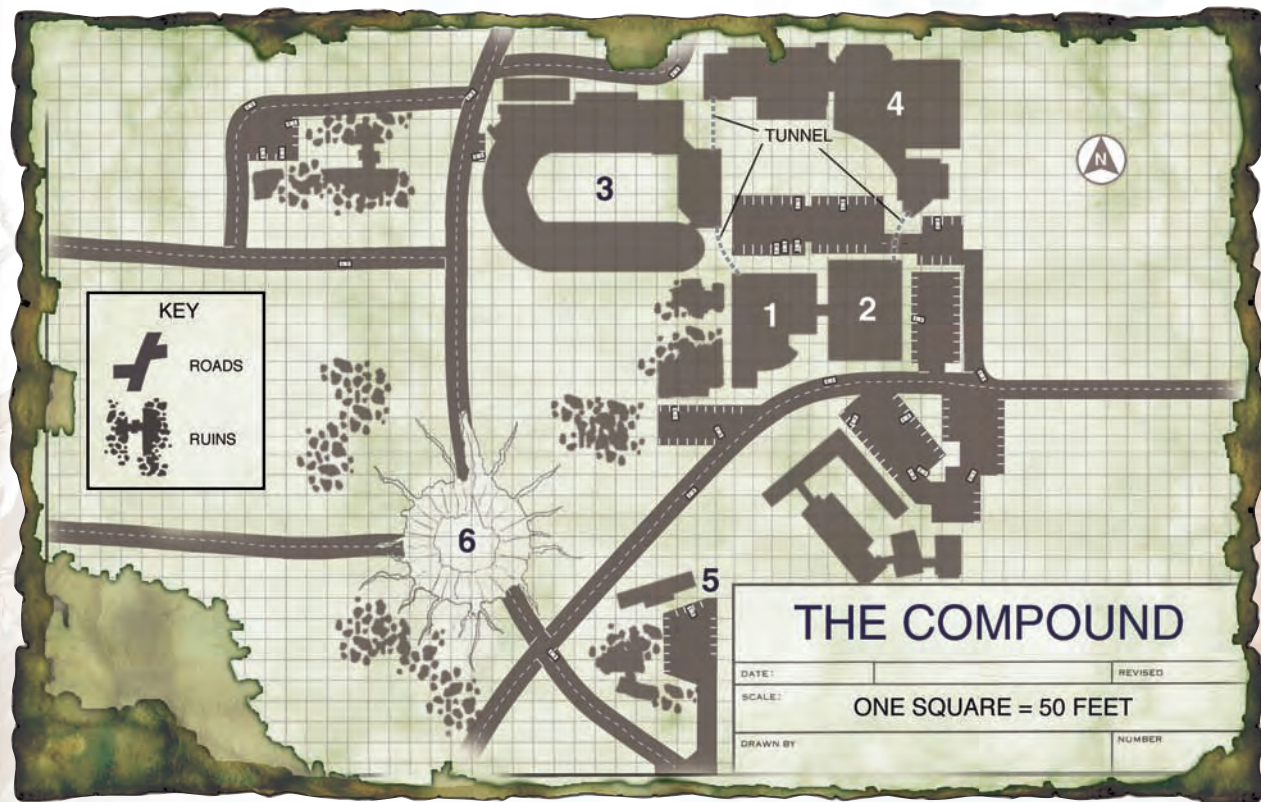 4
TUNNEL
N
3
KEY
1
2
ROADS
RUINS
6
5
THE COMPOUND
DATE:
REVISED
SCALE:
ONE SQUARE = 50 FEET
DRAWN BY
NUMBER